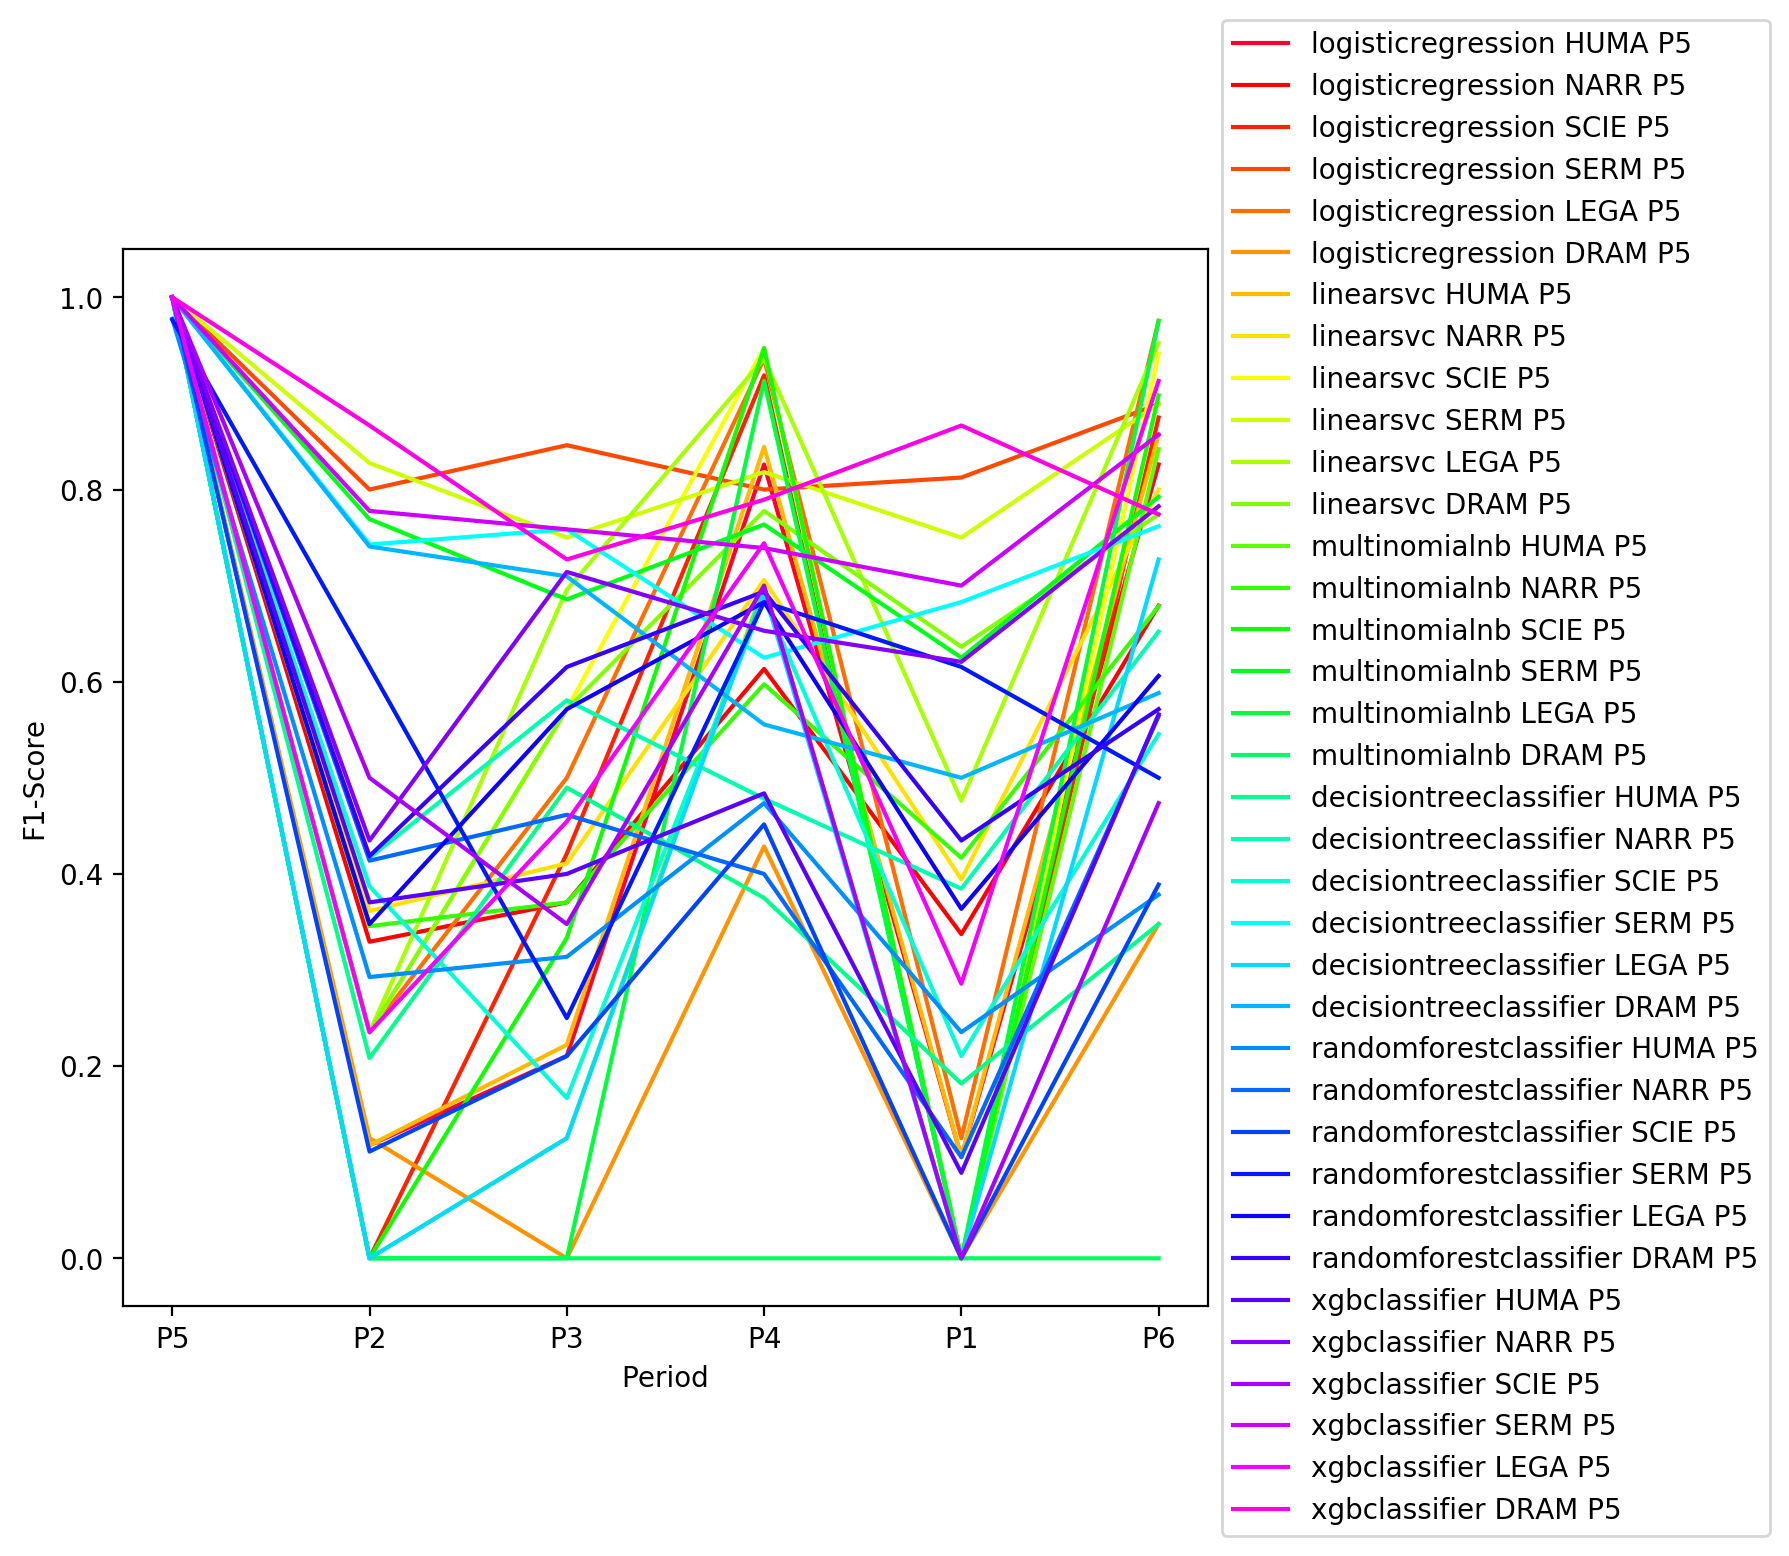 F1-Score
1.0
0.8
0.6
0.4
0.2
0.0
P5 P2 P3 P4 P1 P6
Period
logisticregression HUMA P5
logisticregression NARR P5
logisticregression SCIE P5
logisticregression SERM P5
logisticregression LEGA P5
logisticregression DRAM P5
linearsvc HUMA P5
linearsvc NARR P5
linearsvc SCIE P5
linearsvc SERM P5
linearsvc LEGA P5
linearsvc DRAM P5
multinomialnb HUMA P5
multinomialnb NARR P5
multinomialnb SCIE P5
multinomialnb SERM P5
multinomialnb LEGA P5
multinomialnb DRAM P5
decisiontreeclassifier HUMA P5
decisiontreeclassifier NARR P5
decisiontreeclassifier SCIE P5
decisiontreeclassifier SERM P5
decisiontreeclassifier LEGA P5
decisiontreeclassifier DRAM P5
randomforestclassifier HUMA P5
randomforestclassifier NARR P5
randomforestclassifier SCIE P5
randomforestclassifier SERM P5
randomforestclassifier LEGA P5
randomforestclassifier DRAM P5
xgbclassifier HUMA P5
xgbclassifier NARR P5
xgbclassifier SCIE P5
xgbclassifier SERM P5
xgbclassifier LEGA P5
xgbclassifier DRAM P5